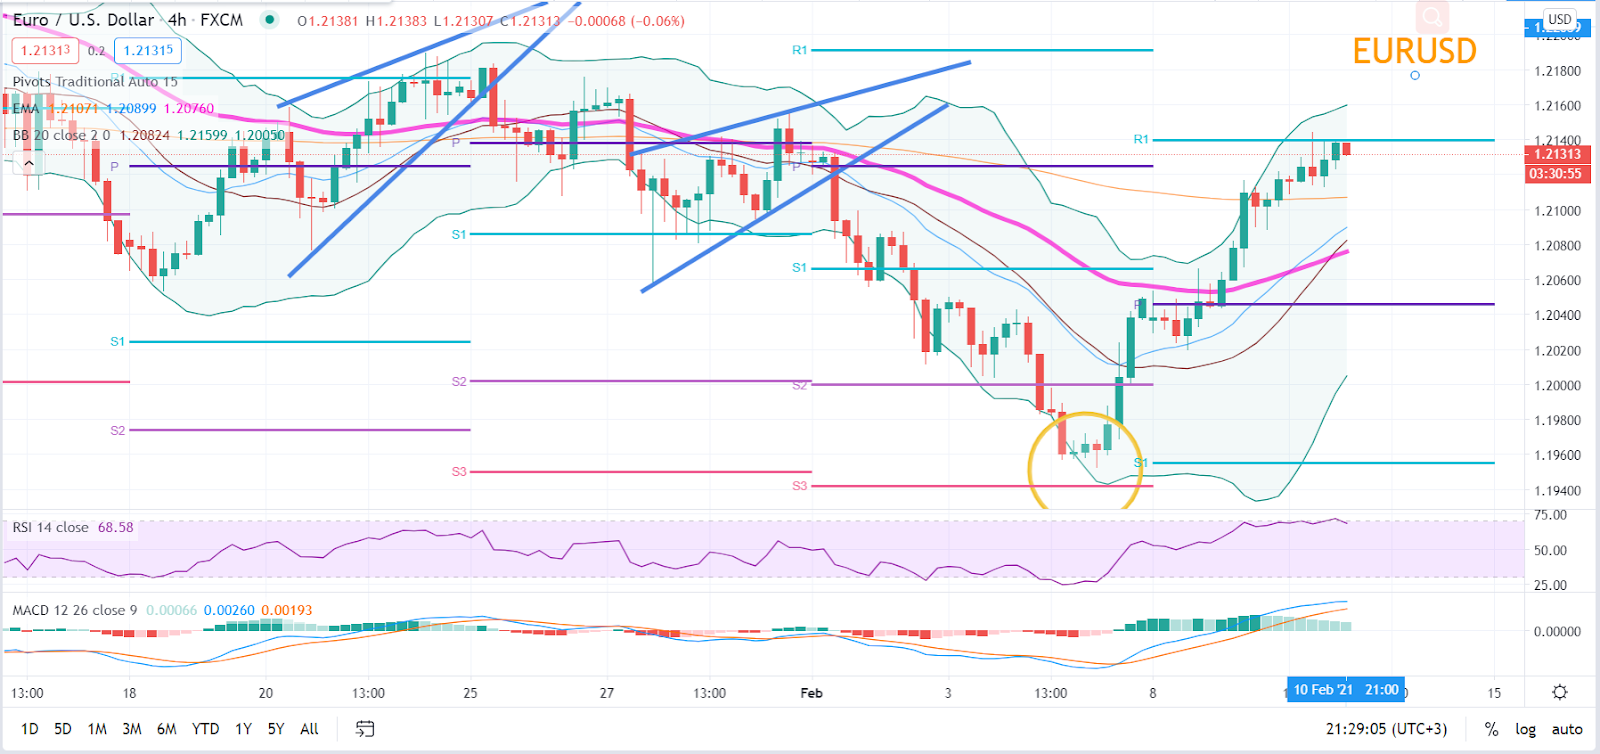 Euro / U.S. Dollar · 4h · FXCM O1.21381 H1.21383 L1.21307 C1.21313 −0.00068 (−0.06%)
1.21313 0.2 1.21315
Pivots Traditional Auto 15
EMA 1.21071 1.20899 1.20760
BB 20 close 2 0 1.20824 1.21599 1.20050
USD
EURUSD
1.21800
1.21600
1.21400
1.21313
03:30:55
1.21000
1.20800
1.20600
1.20400
1.20200
1.20000
1.19800
1.19600
1.19400
R1
R1
P
P
P
P
S1
S1
S1
S1
S2
S2
S2
S3
S3
RSI 14 close 68.58
75.00
50.00
25.00
MACD 12 26 close 9 0.00066 0.00260 0.00193
0.00000
13:00 18 20 13:00 25 27 13:00 Feb 3 13:00 8 10 Feb '21 21:00 15
1D 5D 1M 3M 6M YTD 1Y 5Y All
21:29:05 (UTC+3) % log auto